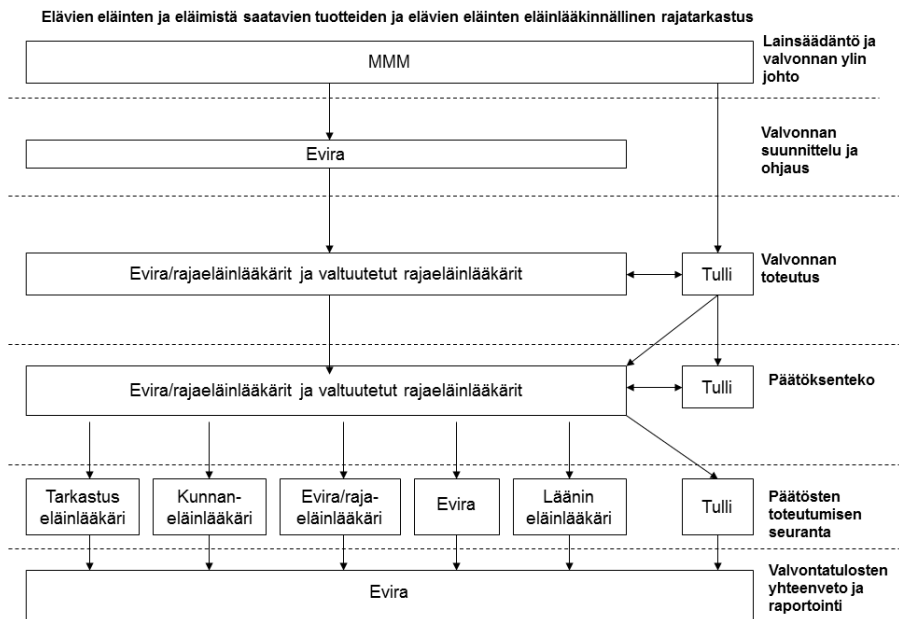 Elävien eläinten ja eläimistä saatavien tuotteiden ja elävien eläinten eläinlääkinnällinen rajatarkastus
MMM
Lainsäädäntö ja
valvonnan ylin
johto
Evira
Valvonnan
suunnittelu ja
ohjaus
Evira/rajaeläinlääkärit ja valtuutetut rajaeläinlääkärit
Tulli
Valvonnan
toteutus
Evira/rajaeläinlääkärit ja valtuutetut rajaeläinlääkärit
Tulli
Päätöksenteko
Tarkastus
eläinlääkäri
Kunnan-
eläinlääkäri
Evira/raja-
eläinlääkäri
Evira
Läänin
eläinlääkäri
Tulli
Päätösten
toteutumisen
seuranta
Evira
Valvontatulosten
yhteenveto ja
raportointi